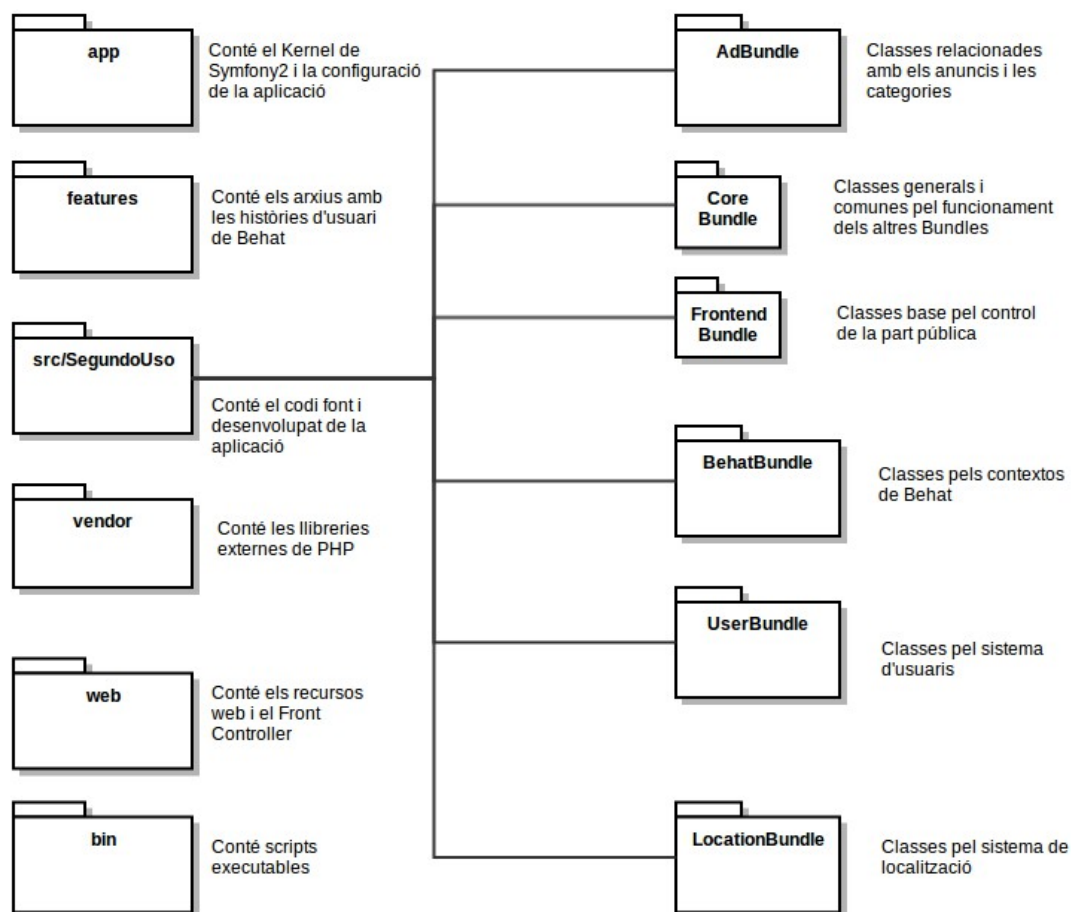 app
Conté el Kernel de
Symfony2 i la configuració
de la aplicació
features
Conté els arxius amb
les històries d'usuari
de Behat
src/SegundoUso
Conté el codi font i
desenvolupat de la
aplicació
vendor
Conté les llibreries
externes de PHP
web
Conté els recursos
web i el Front
Controller
bin
Conté scripts
executables
AdBundle
Classes relacionades
amb els anuncis i les
categories
Core
Bundle
Classes generals i
comunes pel funcionament
dels altres Bundles
Frontend
Bundle
Classes base pel control
de la part pública
BehatBundle
Classes pels contextos
de Behat
UserBundle
Classes pel sistema
d'usuaris
LocationBundle
Classes pel sistema de
localització